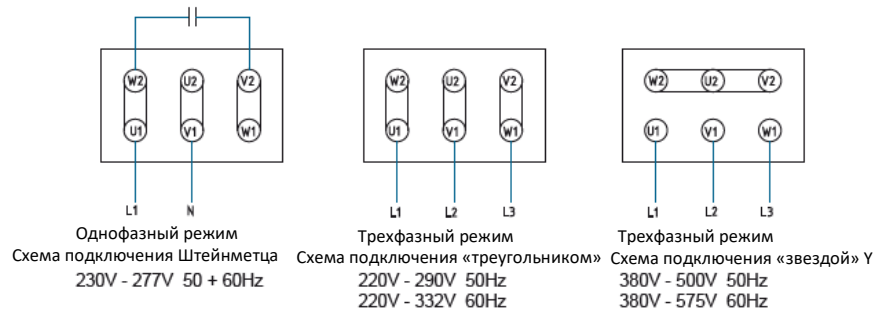 W2 U2 V2
U1 V1 W1
L1 N
Однофазный режим
Схема подключения Штейнметца
230V - 277V 50 + 60Hz
W2 U2 V2
U1 V1 W1
L1 L2 L3
Трехфазный режим
Схема подключения «треугольником»
220V - 290V 50Hz
220V - 332V 60Hz
W2 U2 V2
U1 V1 W1
L1 L2 L3
Трехфазный режим
Схема подключения «звездой» Y
380V - 500V 50Hz
380V - 575V 60Hz